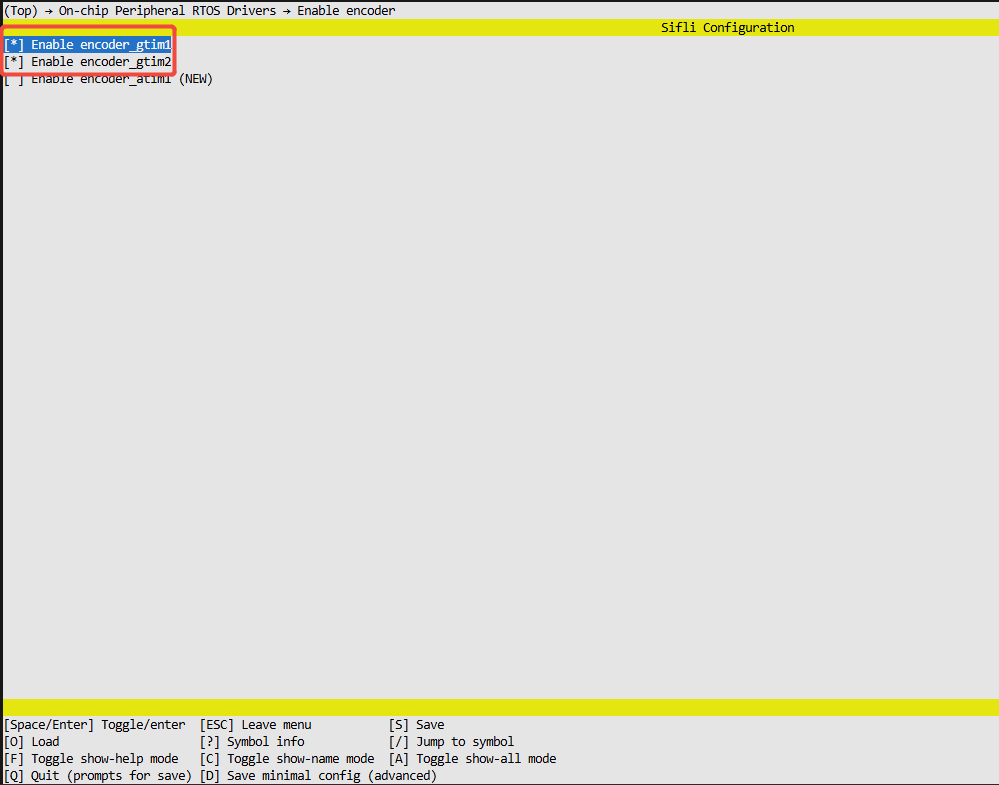 (Top) → On-chip Peripheral RTOS Drivers → Enable encoder
Sifli Configuration
[*] Enable encoder_gtim1
[*] Enable encoder_gtim2
[ ] Enable encoder_atim1 (NEW)
[Space/Enter] Toggle/enter [ESC] Leave menu [S] Save
[O] Load [?] Symbol info [/] Jump to symbol
[F] Toggle show-help mode [C] Toggle show-name mode [A] Toggle show-all mode
[Q] Quit (prompts for save) [D] Save minimal config (advanced)